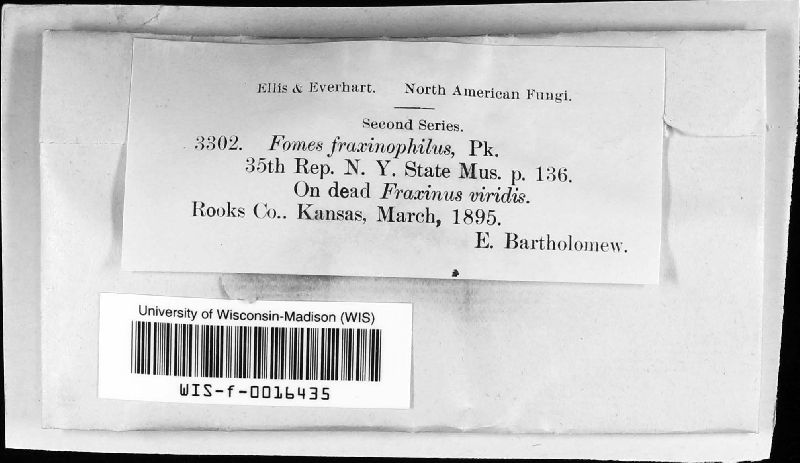 Ellis & Everhart. North American Fungi.
Second Series.
3302. Fomes fraxinophilus, Pk.
35th Rep. N. Y. State Mus. p. 136.
On dead Fraxinus viridis.
Rooks Co.. Kansas, March, 1895.
E. Bartholomew.
University of Wisconsin-Madison (WIS)
WIS-f-0016435